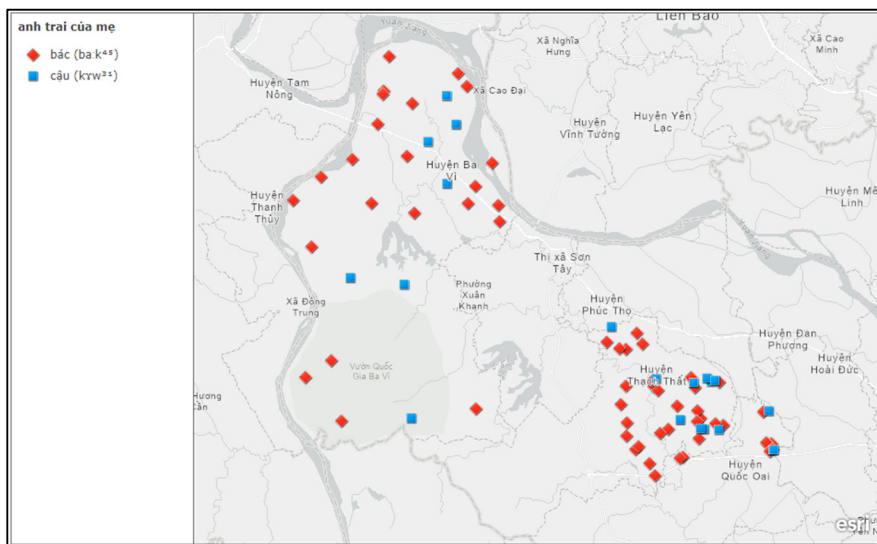 anh trai của mẹ
bác (baːk⁴⁵)
cậu (kɤw³¹)
Liên Bảo
Xã Nghĩa
Hưng
Xã Cao
Minh
Huyện Tam
Nông
Xã Cao Đại
Huyện
Vĩnh Tường
Huyện Yên
Lạc
Huyện Ba
Vì
Huyện
Thanh
Thủy
Huyện Mê
Linh
Thị xã Sơn
Tây
Phường
Xuân
Khanh
Huyện
Phúc Thọ
Xã Đồng
Trung
Huyện Đan
Phượng
Huyện
Hoài Đức
Vườn Quốc
Gia Ba Vì
Huyện
Thạch Thất
Huyện
Quốc Oai
esri